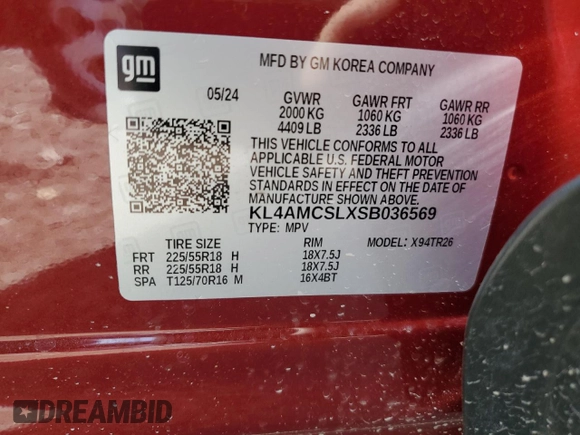 gm
MFD BY GM KOREA COMPANY
05/24 GVWR GAWR FRT GAWR RR
2000 KG 1060 KG 1060 KG
4409 LB 2336 LB 2336 LB
THIS VEHICLE CONFORMS TO ALL
APPLICABLE U.S. FEDERAL MOTOR
VEHICLE SAFETY AND THEFT PREVENTION
STANDARDS IN EFFECT ON THE DATE OF
MANUFACTURE SHOWN ABOVE.
KL4AMCSLXSB036569
TYPE: MPV MODEL: X94TR26
TIRE SIZE RIM
FRT 225/55R18 H 18X7.5J
RR 225/55R18 H 18X7.5J
SPA T125/70R16 M 16X4BT
DREAMBID